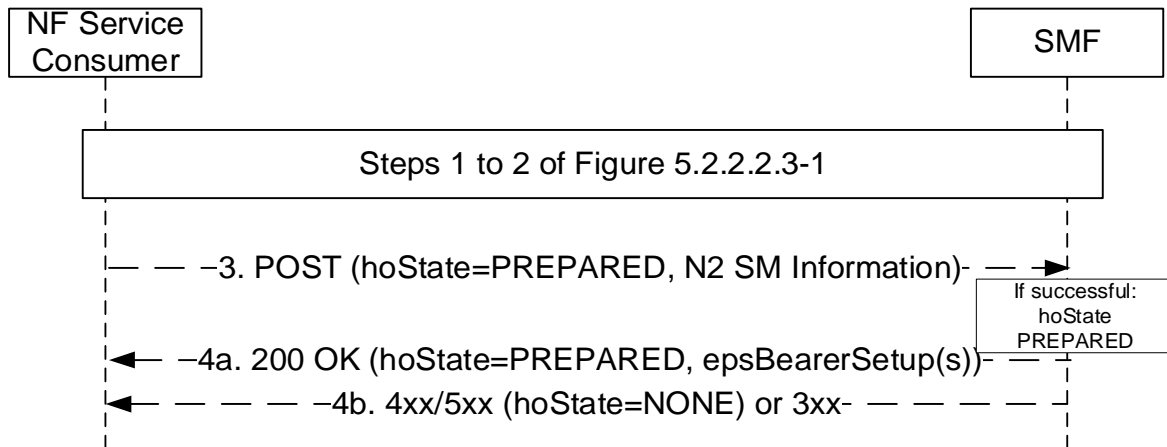 NF Service
Consumer
SMF
Steps 1 to 2 of Figure 5.2.2.2.3-1
3. POST (hoState=PREPARED, N2 SM Information)
If successful:
hoState
PREPARED
4a. 200 OK (hoState=PREPARED, epsBearerSetup(s))
4b. 4xx/5xx (hoState=NONE) or 3xx